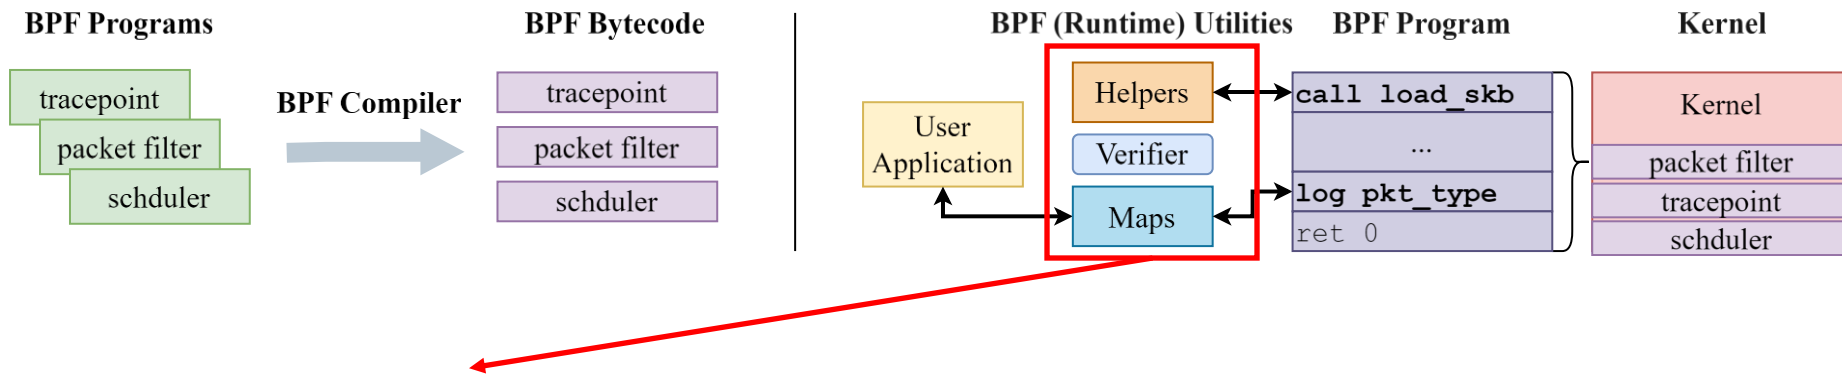 BPF Programs
tracepoint
packet filter
schduler
BPF Compiler
BPF Bytecode
tracepoint
packet filter
schduler
BPF (Runtime) Utilities
User
Application
Helpers
Verifier
Maps
BPF Program
call load_skb
...
log pkt_type
ret 0
Kernel
Kernel
packet filter
tracepoint
schduler